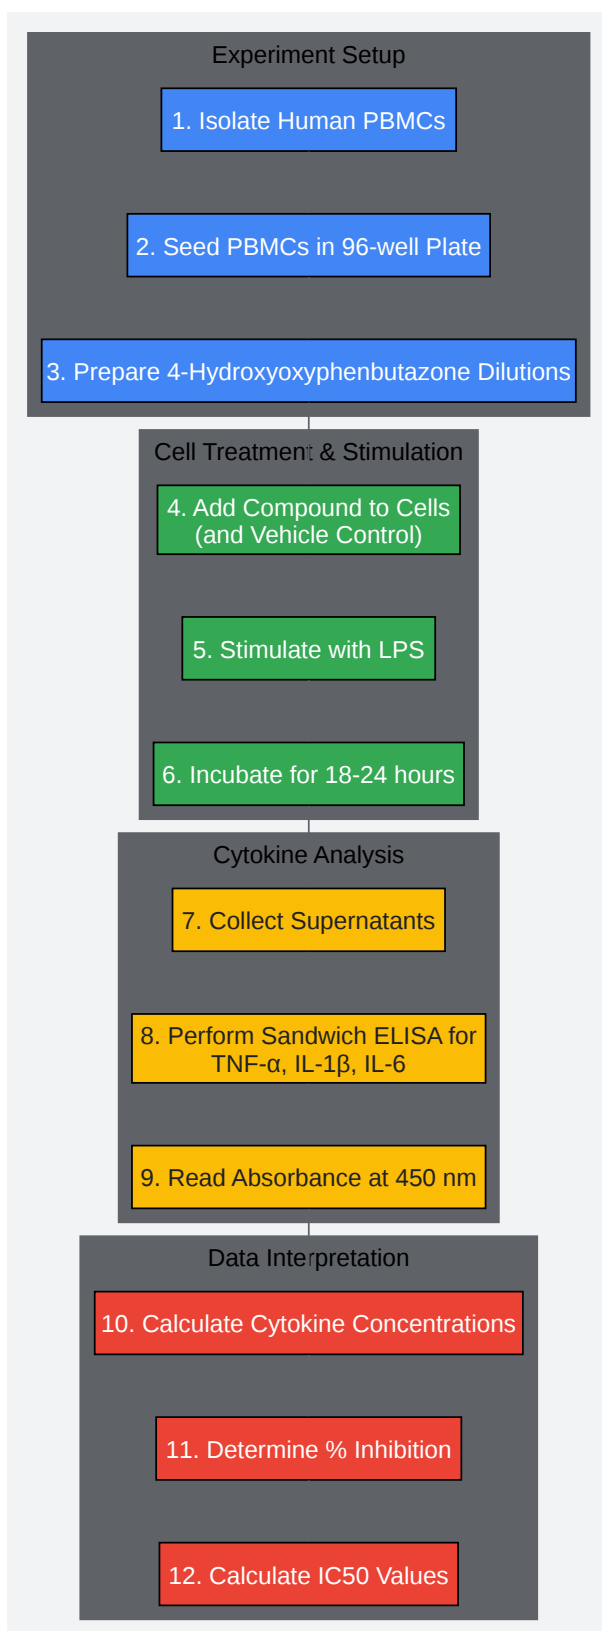 Experiment Setup
1. Isolate Human PBMCs
2. Seed PBMCs in 96-well Plate
3. Prepare 4-Hydroxyoxyphenbutazone Dilutions
Cell Treatment & Stimulation
4. Add Compound to Cells
(and Vehicle Control)
5. Stimulate with LPS
6. Incubate for 18-24 hours
Cytokine Analysis
7. Collect Supernatants
8. Perform Sandwich ELISA for
TNF-α, IL-1β, IL-6
9. Read Absorbance at 450 nm
Data Interpretation
10. Calculate Cytokine Concentrations
11. Determine % Inhibition
12. Calculate IC50 Values